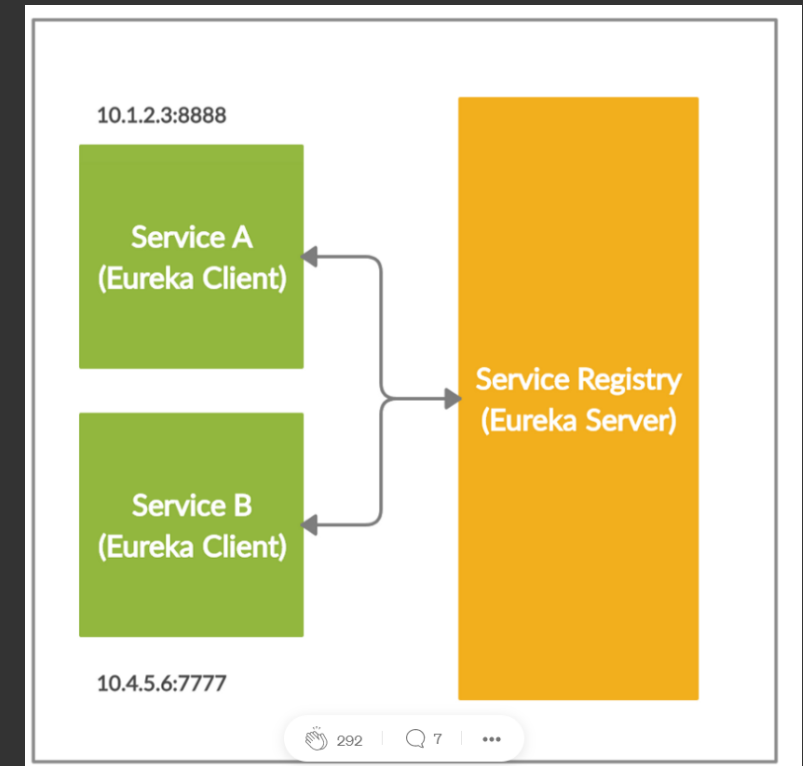 10.1.2.3:8888
Service A
(Eureka Client)
Service Registry
(Eureka Server)
Service B
(Eureka Client)
10.4.5.6:7777
292
7